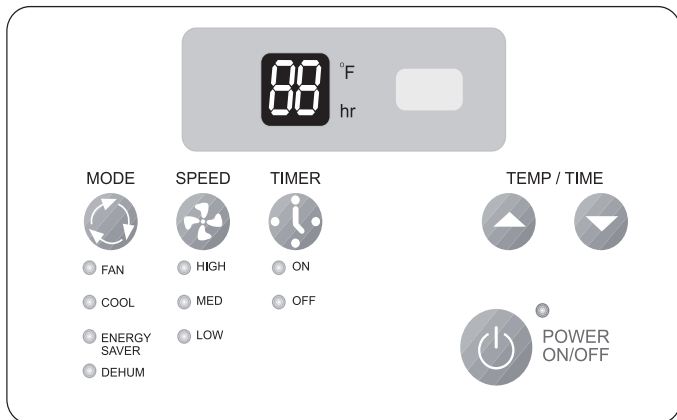 88
°F
hr
MODE
SPEED
TIMER
TEMP / TIME
FAN
HIGH
ON
COOL
MED
OFF
ENERGY
SAVER
LOW
DEHUM
POWER
ON/OFF